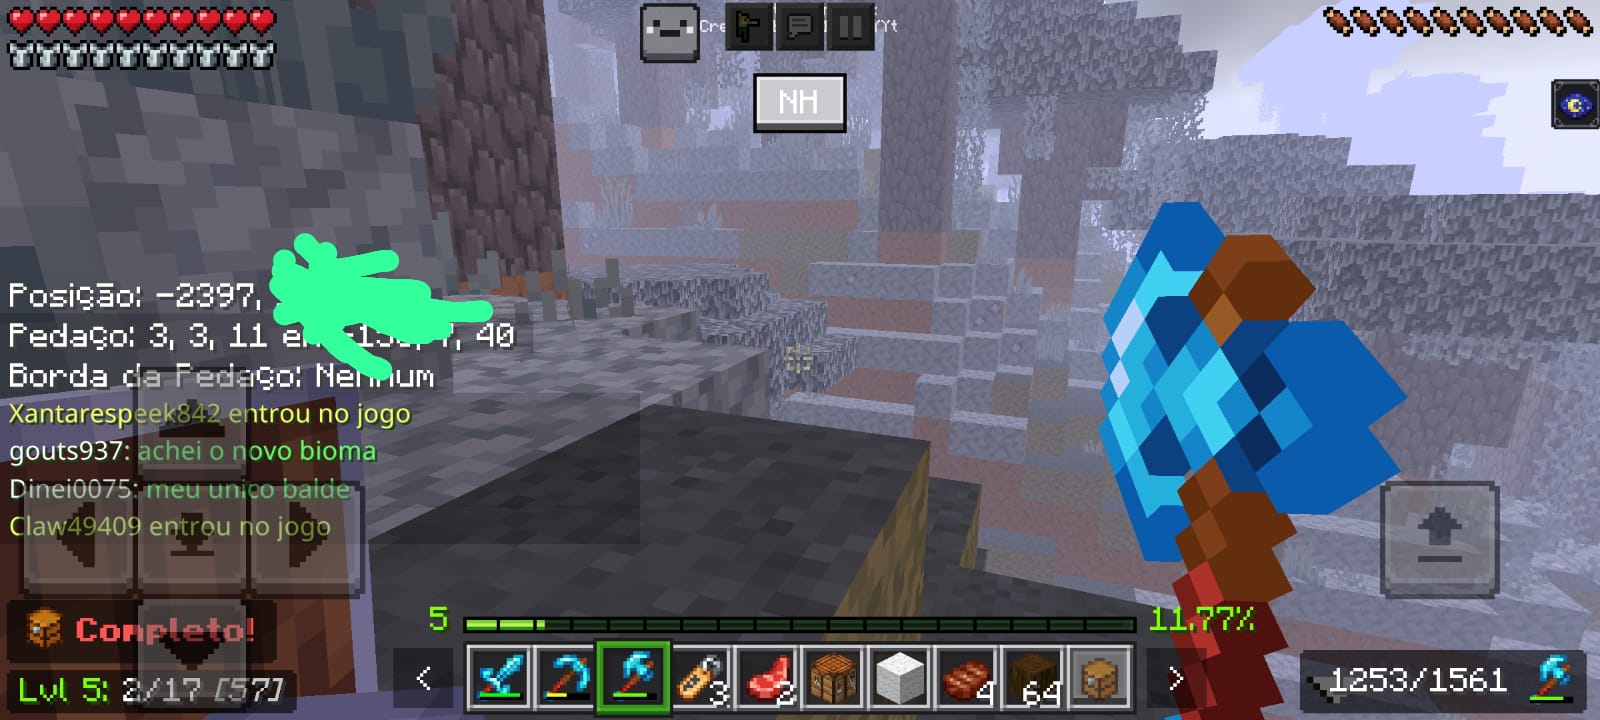 NH
Posição: -2397,
Pedaço: 3, 3, 11 40
Borda da Pedaço: Nenhum
Xantarespeek842 entrou no jogo
gouts937: achei o novo bioma
Dinei0075: meu unico balde
Claw49409 entrou no jogo
Completo!
Lvl 5: 2/17 [57]
5
11.77%
3
2
4
64
1253/1561